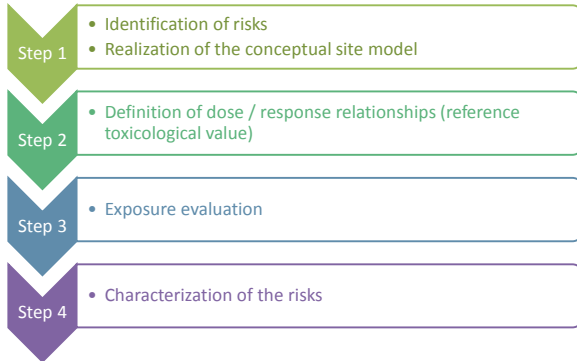 Step 1
• Identification of risks
• Realization of the conceptual site model
Step 2
• Definition of dose / response relationships (reference
toxicological value)
Step 3
• Exposure evaluation
Step 4
• Characterization of the risks